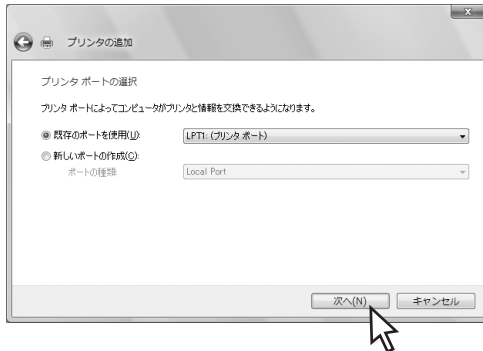 プリンタの追加
プリンタ ポートの選択
プリンタ ポートによってコンピュータがプリンタと情報を交換できるようになります。
既存のポートを使用(U): LPT1: (プリンタ ポート)
新しいポートの作成(C):
ポートの種類: Local Port
次へ(N) キャンセル